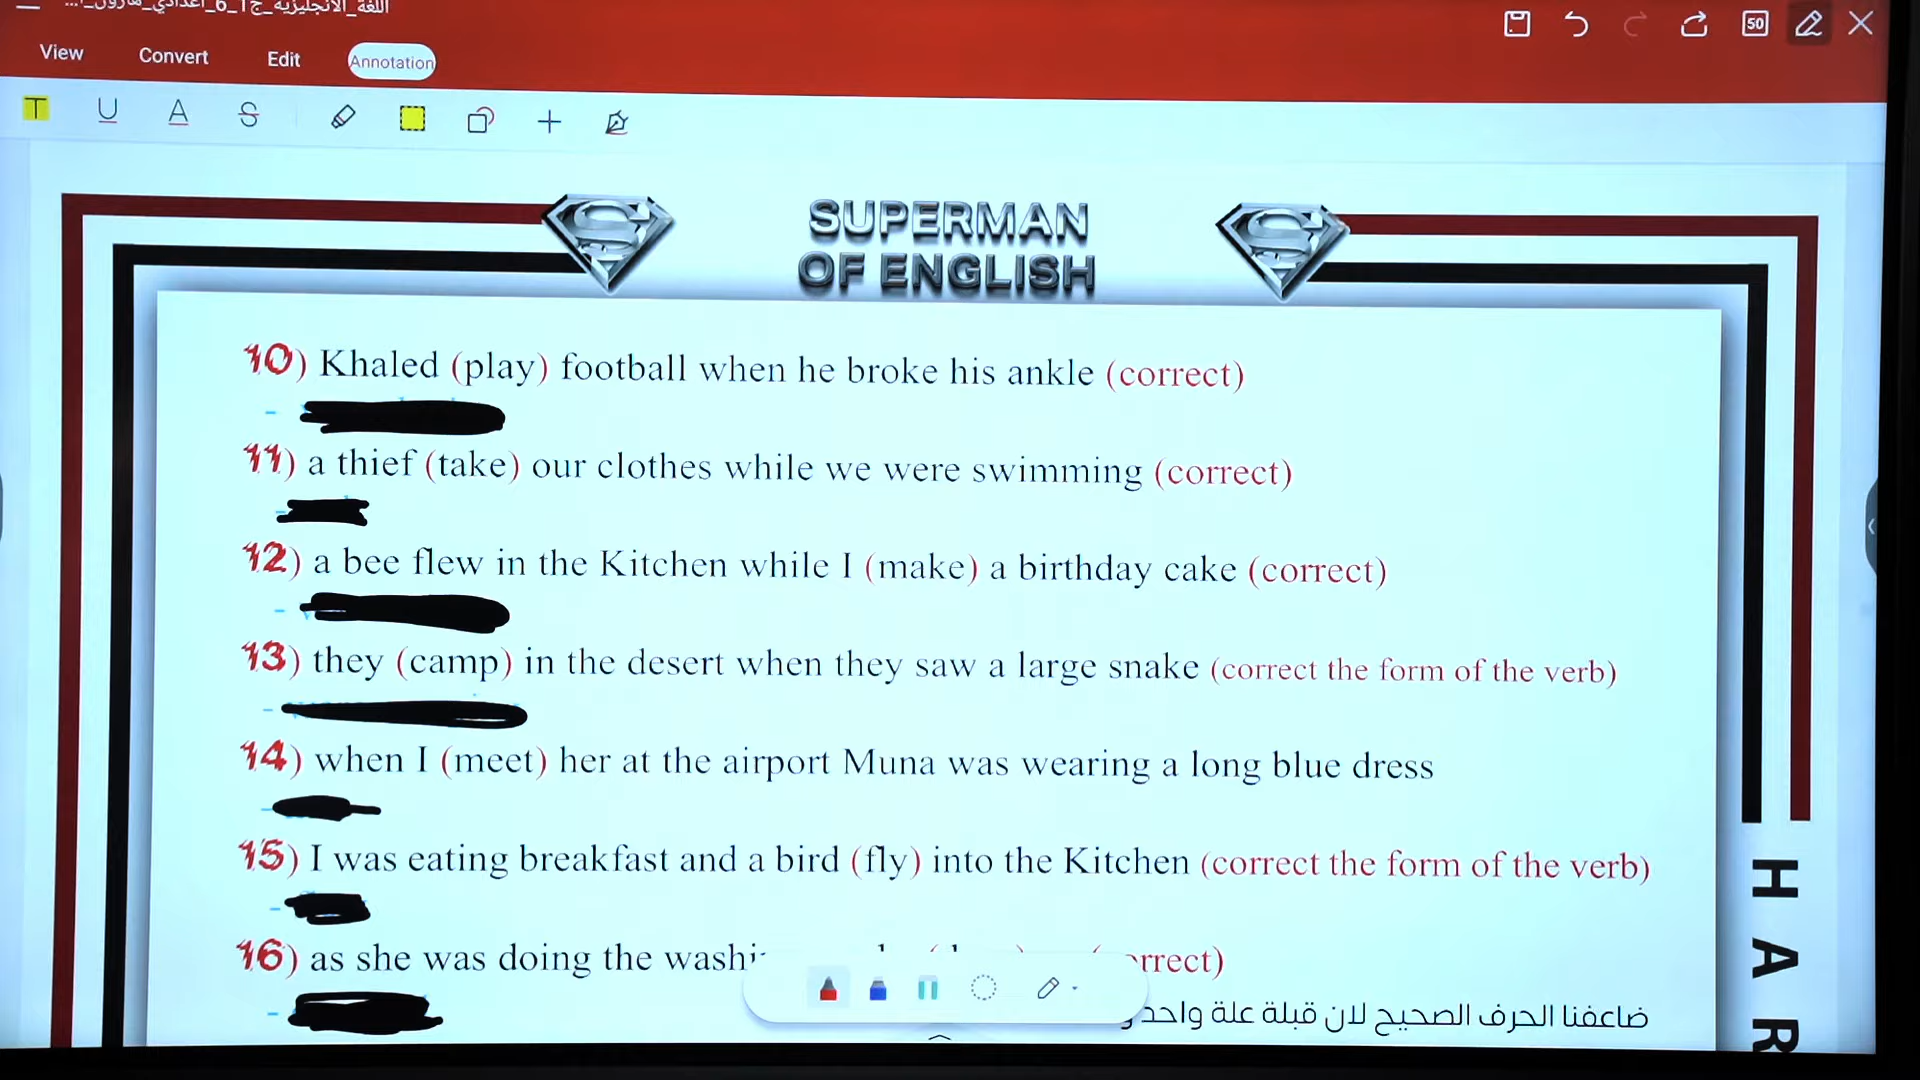 View Convert Edit Annotation
50
T U A S
SUPERMAN
OF ENGLISH
10) Khaled (play) football when he broke his ankle (correct)
11) a thief (take) our clothes while we were swimming (correct)
12) a bee flew in the Kitchen while I (make) a birthday cake (correct)
13) they (camp) in the desert when they saw a large snake (correct the form of the verb)
14) when I (meet) her at the airport Muna was wearing a long blue dress
15) I was eating breakfast and a bird (fly) into the Kitchen (correct the form of the verb)
16) as she was doing the
ضاعفنا الحرف الصحيح لان قبلة علة واحد
HAR